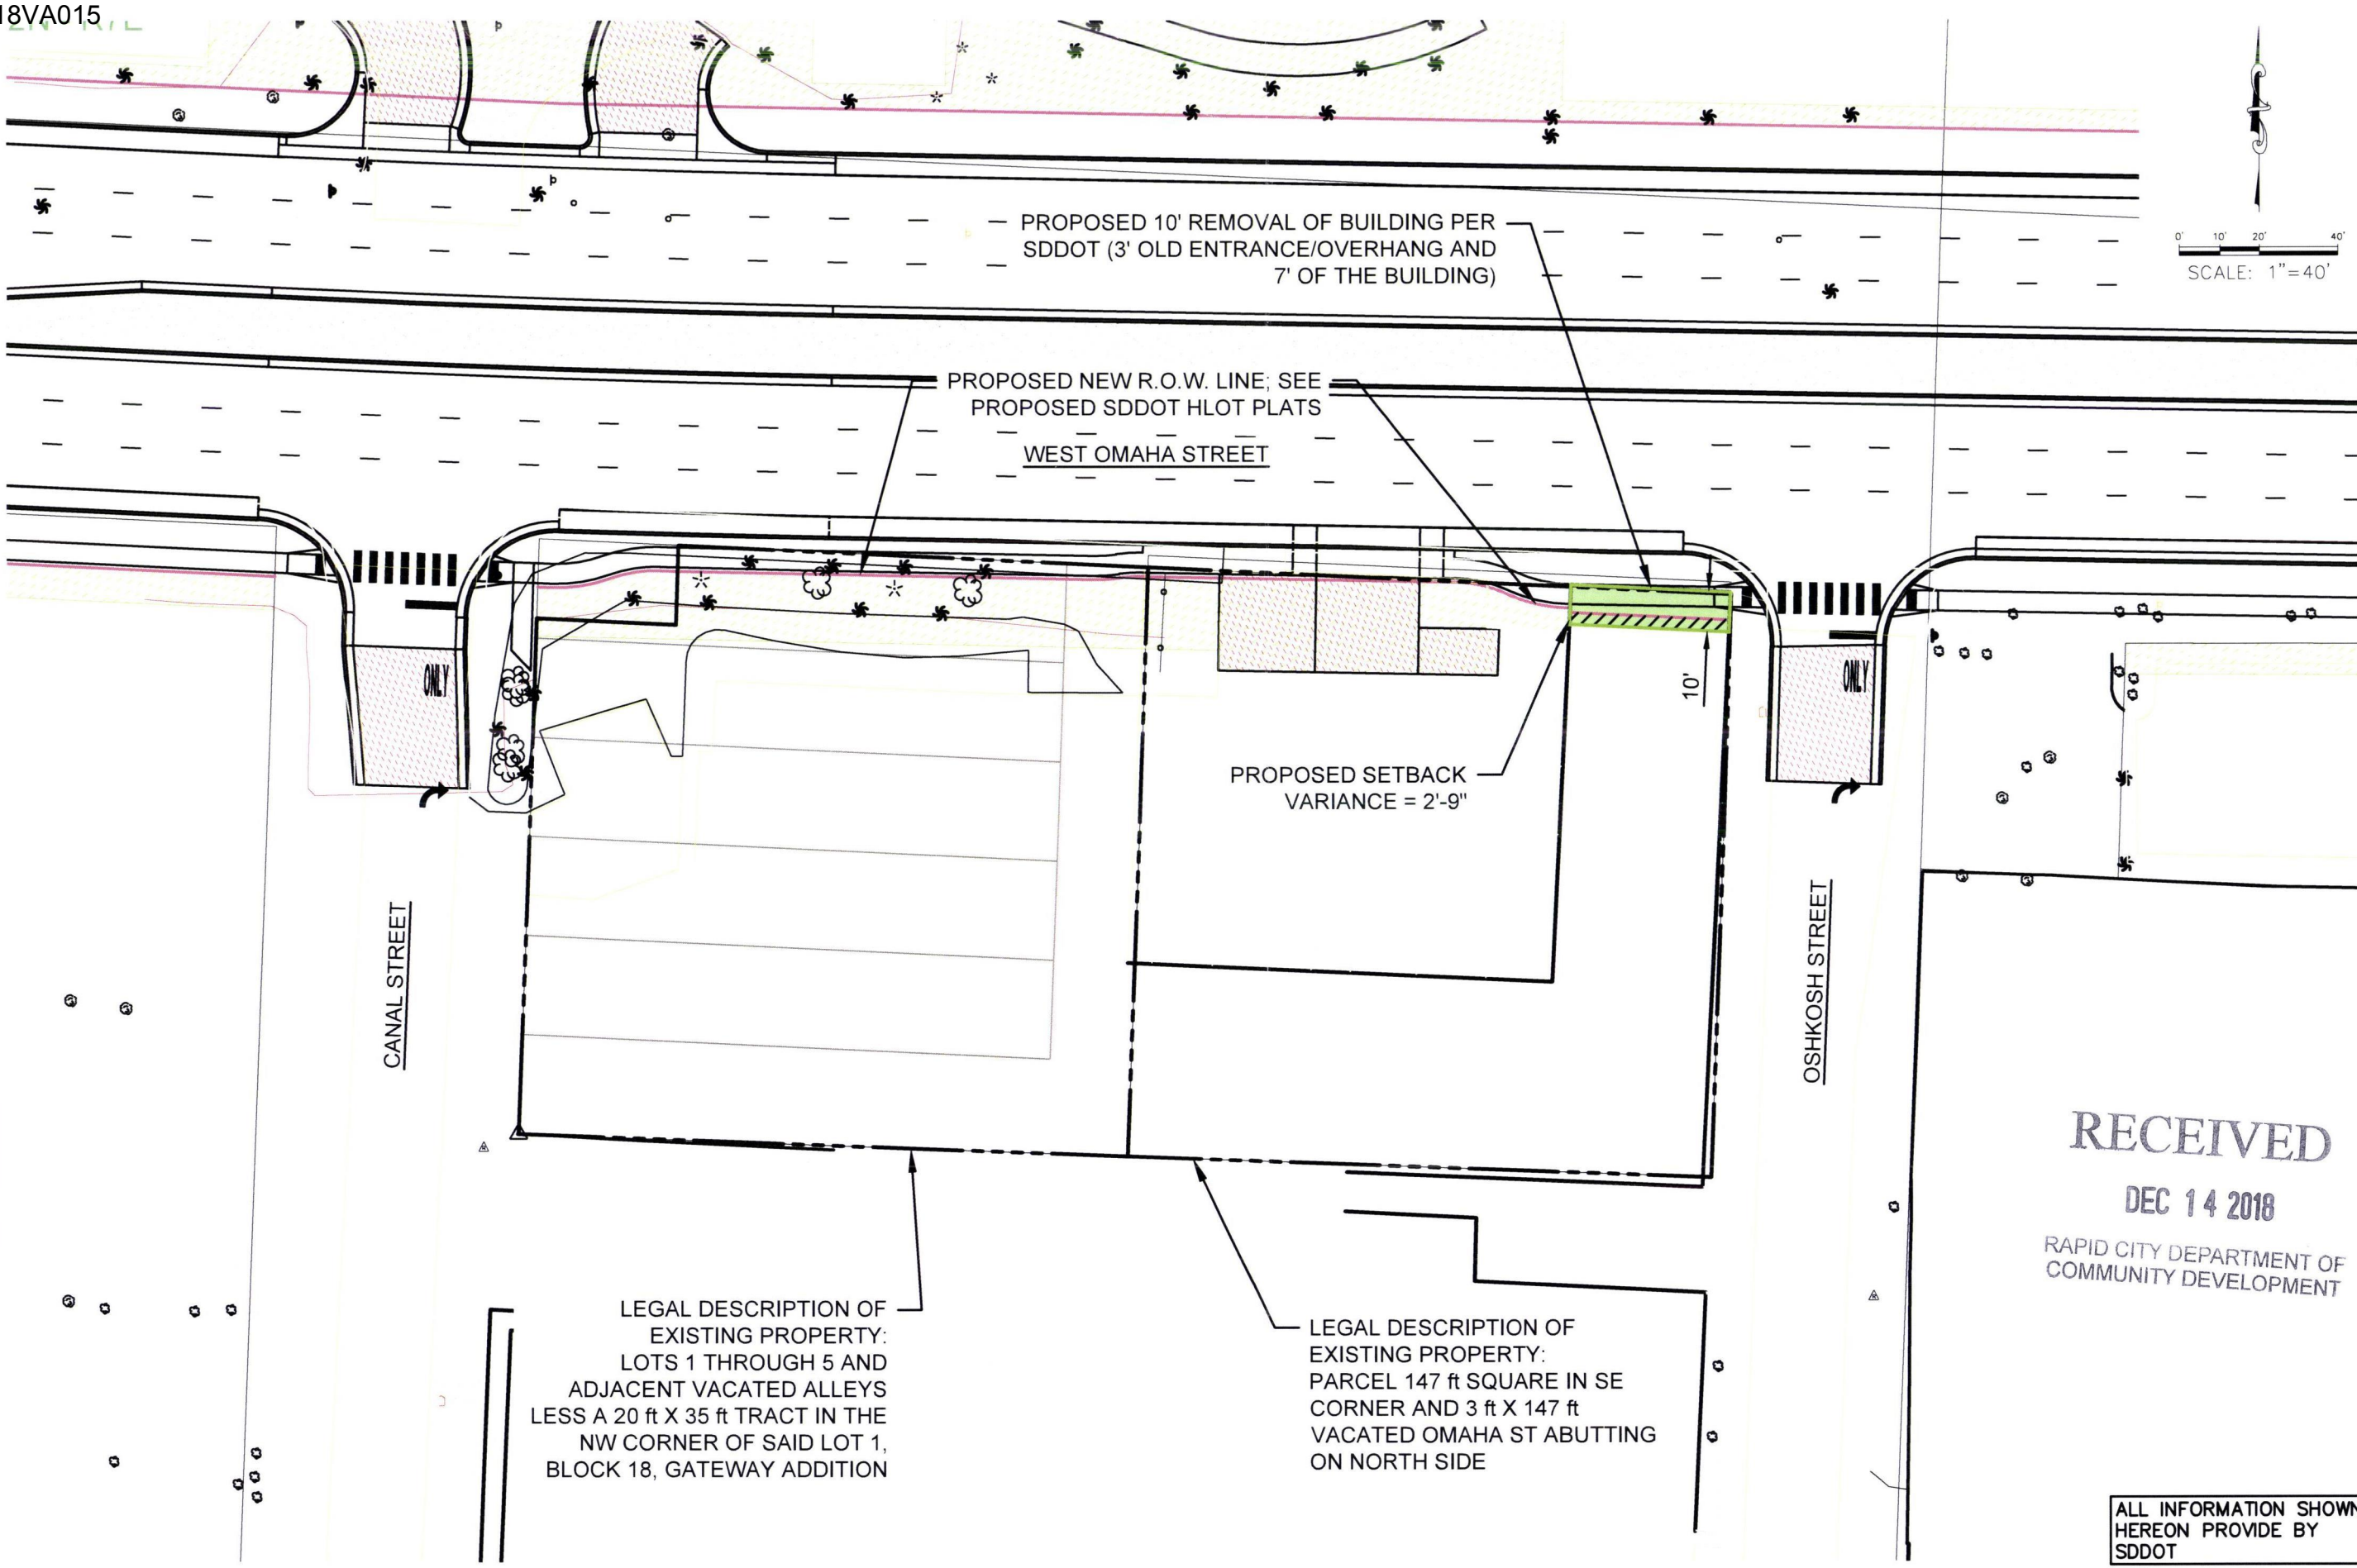 18VA015
PROPOSED 10' REMOVAL OF BUILDING PER
SDDOT (3' OLD ENTRANCE/OVERHANG AND
7' OF THE BUILDING)
0' 10' 20' 40'
SCALE: 1"=40'
PROPOSED NEW R.O.W. LINE; SEE
PROPOSED SDDOT HLOT PLATS
WEST OMAHA STREET
ONLY
ONLY
10'
PROPOSED SETBACK
VARIANCE = 2'-9"
CANAL STREET
OSHKOSH STREET
RECEIVED
DEC 14 2018
RAPID CITY DEPARTMENT OF
COMMUNITY DEVELOPMENT
LEGAL DESCRIPTION OF
EXISTING PROPERTY:
LOTS 1 THROUGH 5 AND
ADJACENT VACATED ALLEYS
LESS A 20 ft X 35 ft TRACT IN THE
NW CORNER OF SAID LOT 1,
BLOCK 18, GATEWAY ADDITION
LEGAL DESCRIPTION OF
EXISTING PROPERTY:
PARCEL 147 ft SQUARE IN SE
CORNER AND 3 ft X 147 ft
VACATED OMAHA ST ABUTTING
ON NORTH SIDE
ALL INFORMATION SHOWN
HEREON PROVIDE BY
SDDOT